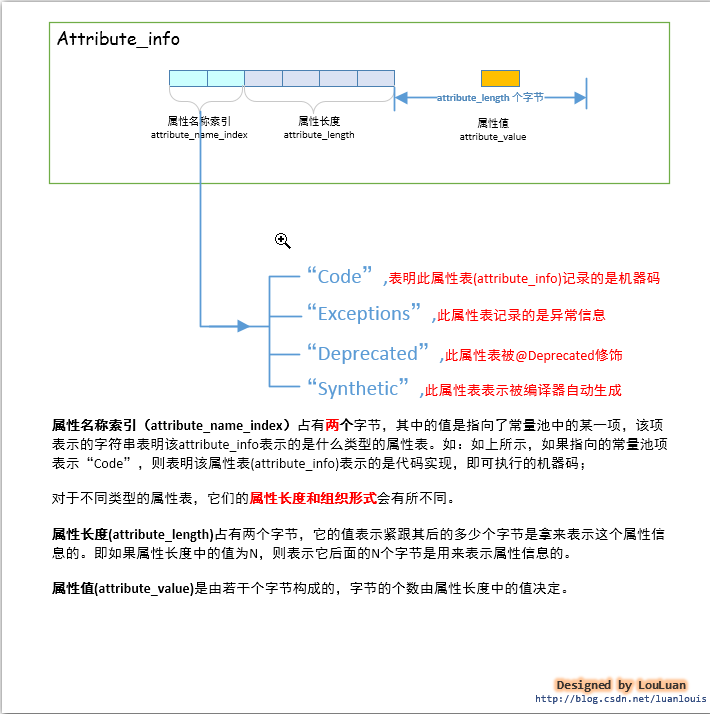 Attribute_info
attribute_length 个字节
属性名称索引
attribute_name_index
属性长度
attribute_length
属性值
attribute_value
“Code”,表明此属性表(attribute_info)记录的是机器码
“Exceptions”,此属性表记录的是异常信息
“Deprecated”,此属性表被@Deprecated修饰
“Synthetic”,此属性表表示被编译器自动生成
属性名称索引（attribute_name_index）占有两个字节，其中的值是指向了常量池中的某一项，该项
表示的字符串表明该attribute_info表示的是什么类型的属性表。如：如上所示，如果指向的常量池项
表示“Code”，则表明该属性表(attribute_info)表示的是代码实现，即可执行的机器码；
对于不同类型的属性表，它们的属性长度和组织形式会有所不同。
属性长度(attribute_length)占有两个字节，它的值表示紧跟其后的多少个字节是拿来表示这个属性信
息的。即如果属性长度中的值为N，则表示它后面的N个字节是用来表示属性信息的。
属性值(attribute_value)是由若干个字节构成的，字节的个数由属性长度中的值决定。
Designed by LouLuan
http://blog.csdn.net/luanlouis